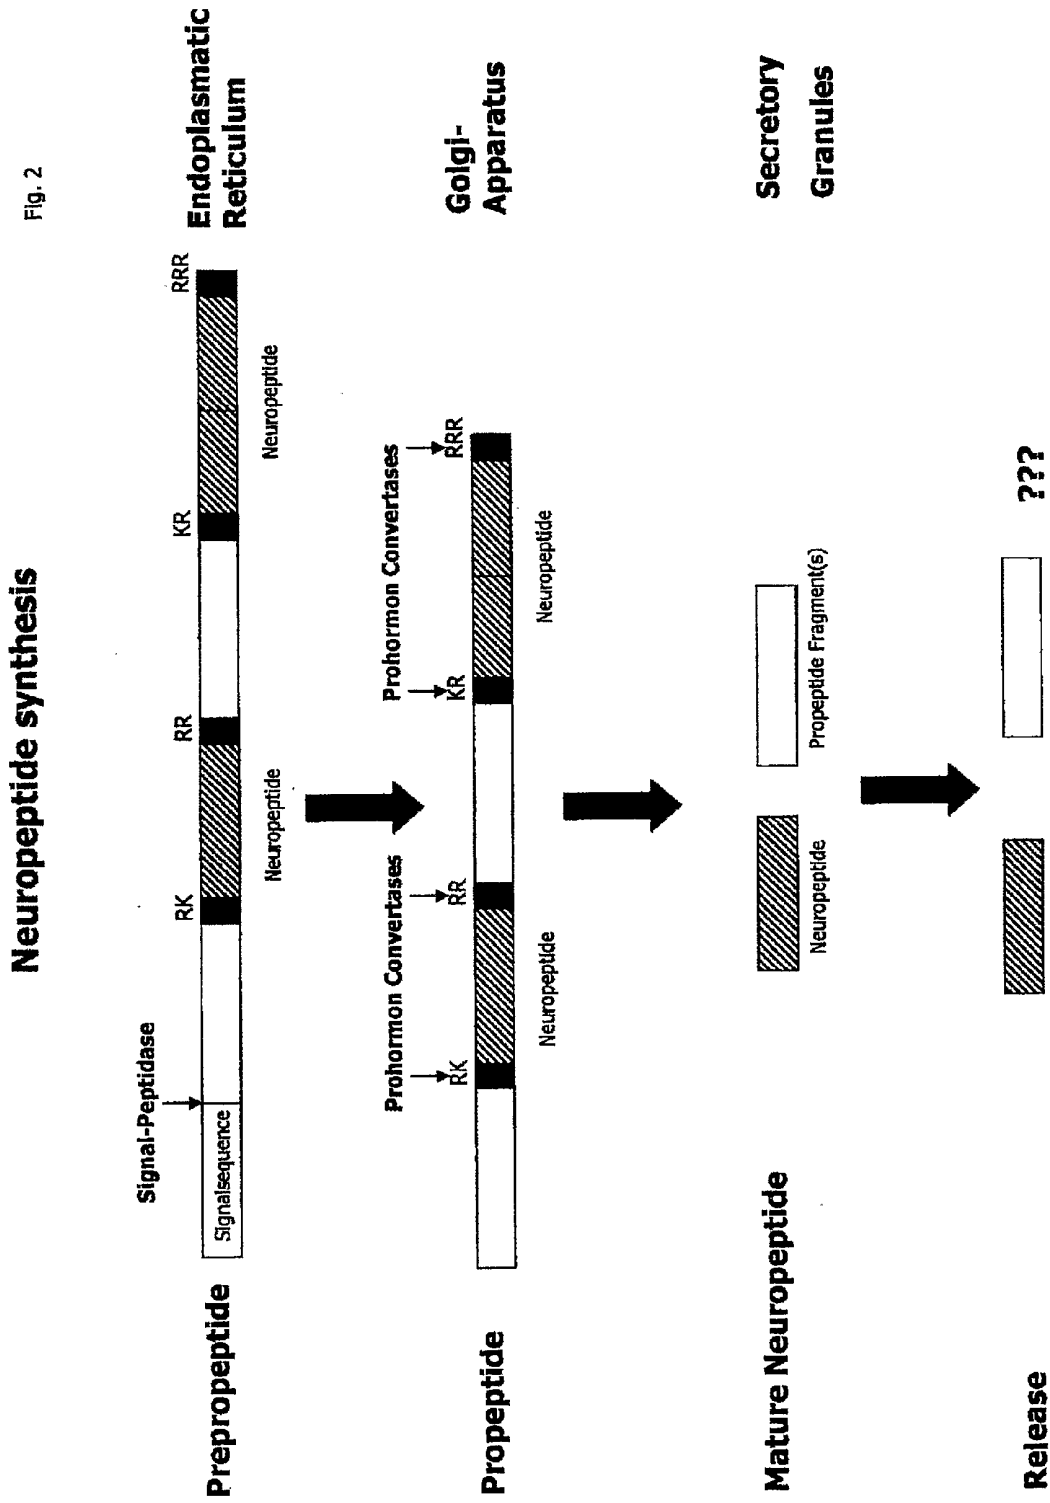 Fig. 2
Neuropeptide synthesis
Signal-Peptidase
RK
RR
KR
RRR
Prepropeptide
Signalsequence
Endoplasmatic
Reticulum
Neuropeptide
Neuropeptide
Prohormon Convertases
Prohormon Convertases
RK
RR
KR
RRR
Propeptide
Golgi-
Apparatus
Neuropeptide
Neuropeptide
Mature Neuropeptide
Secretory
Granules
Neuropeptide
Propeptide Fragment(s)
Release
???